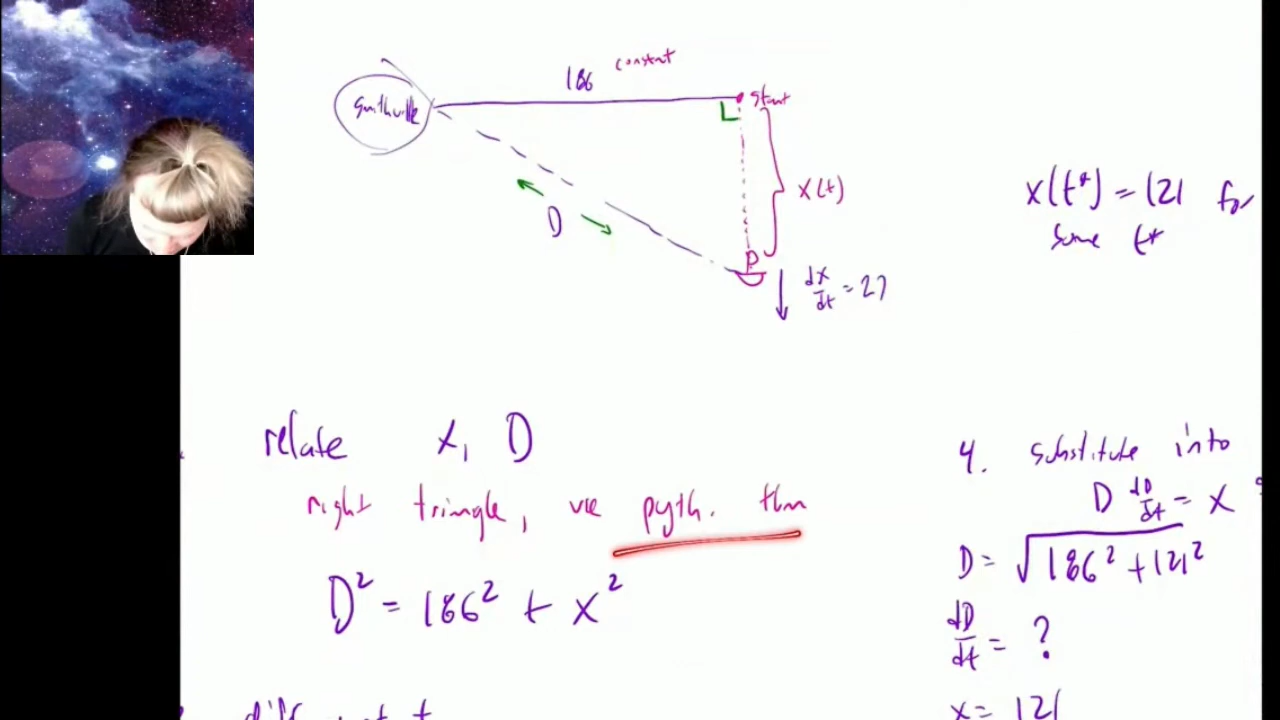 186 constant
Smithville
start
x(t)
D
P
dx/dt = 27
x(t*) = 121 for
some t*
relate x, D
right triangle, use pyth. thm
D² = 186² + x²
4. substitute into
D dD/dt = x
D = √186² + 121²
dD/dt = ?
x = 121